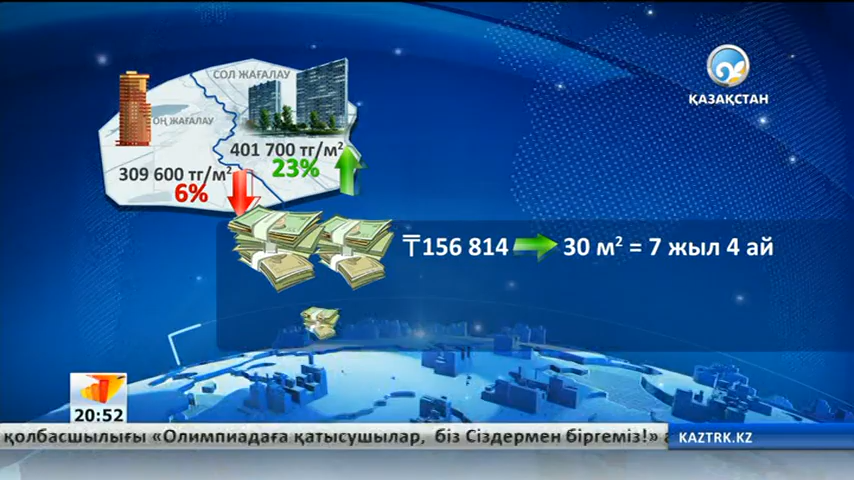 СОЛ ЖАҒАЛАУ
ОҢ ЖАҒАЛАУ
401 700 тг/м²
23%
309 600 тг/м²
6%
ҚАЗАҚСТАН
₸156 814
30 м² = 7 жыл 4 ай
20:52
қолбасшылығы «Олимпиадаға қатысушылар, біз Сіздермен біргеміз!»
KAZTRK.KZ